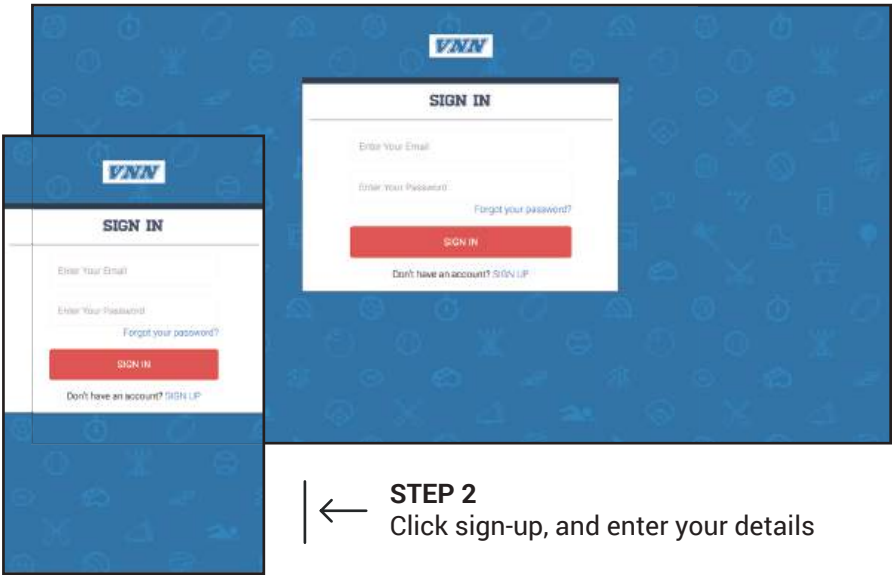 VNN
SIGN IN
Enter Your Email
Enter Your Password
Forgot your password?
SIGN IN
Don't have an account? SIGN UP
VNN
SIGN IN
Enter Your Email
Enter Your Password
Forgot your password?
SIGN IN
Don't have an account? SIGN UP
STEP 2
Click sign-up, and enter your details